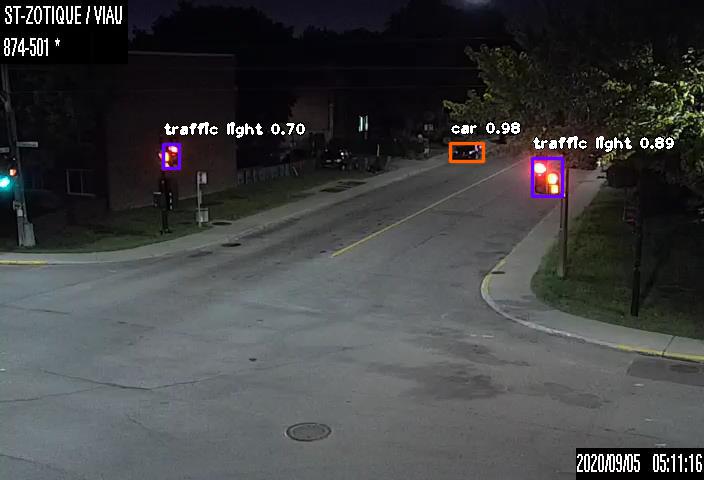 ST-ZOTIQUE / VIAU
874-501 *
traffic light 0.70
car 0.98
traffic light 0.89
2020/09/05 05:11:16